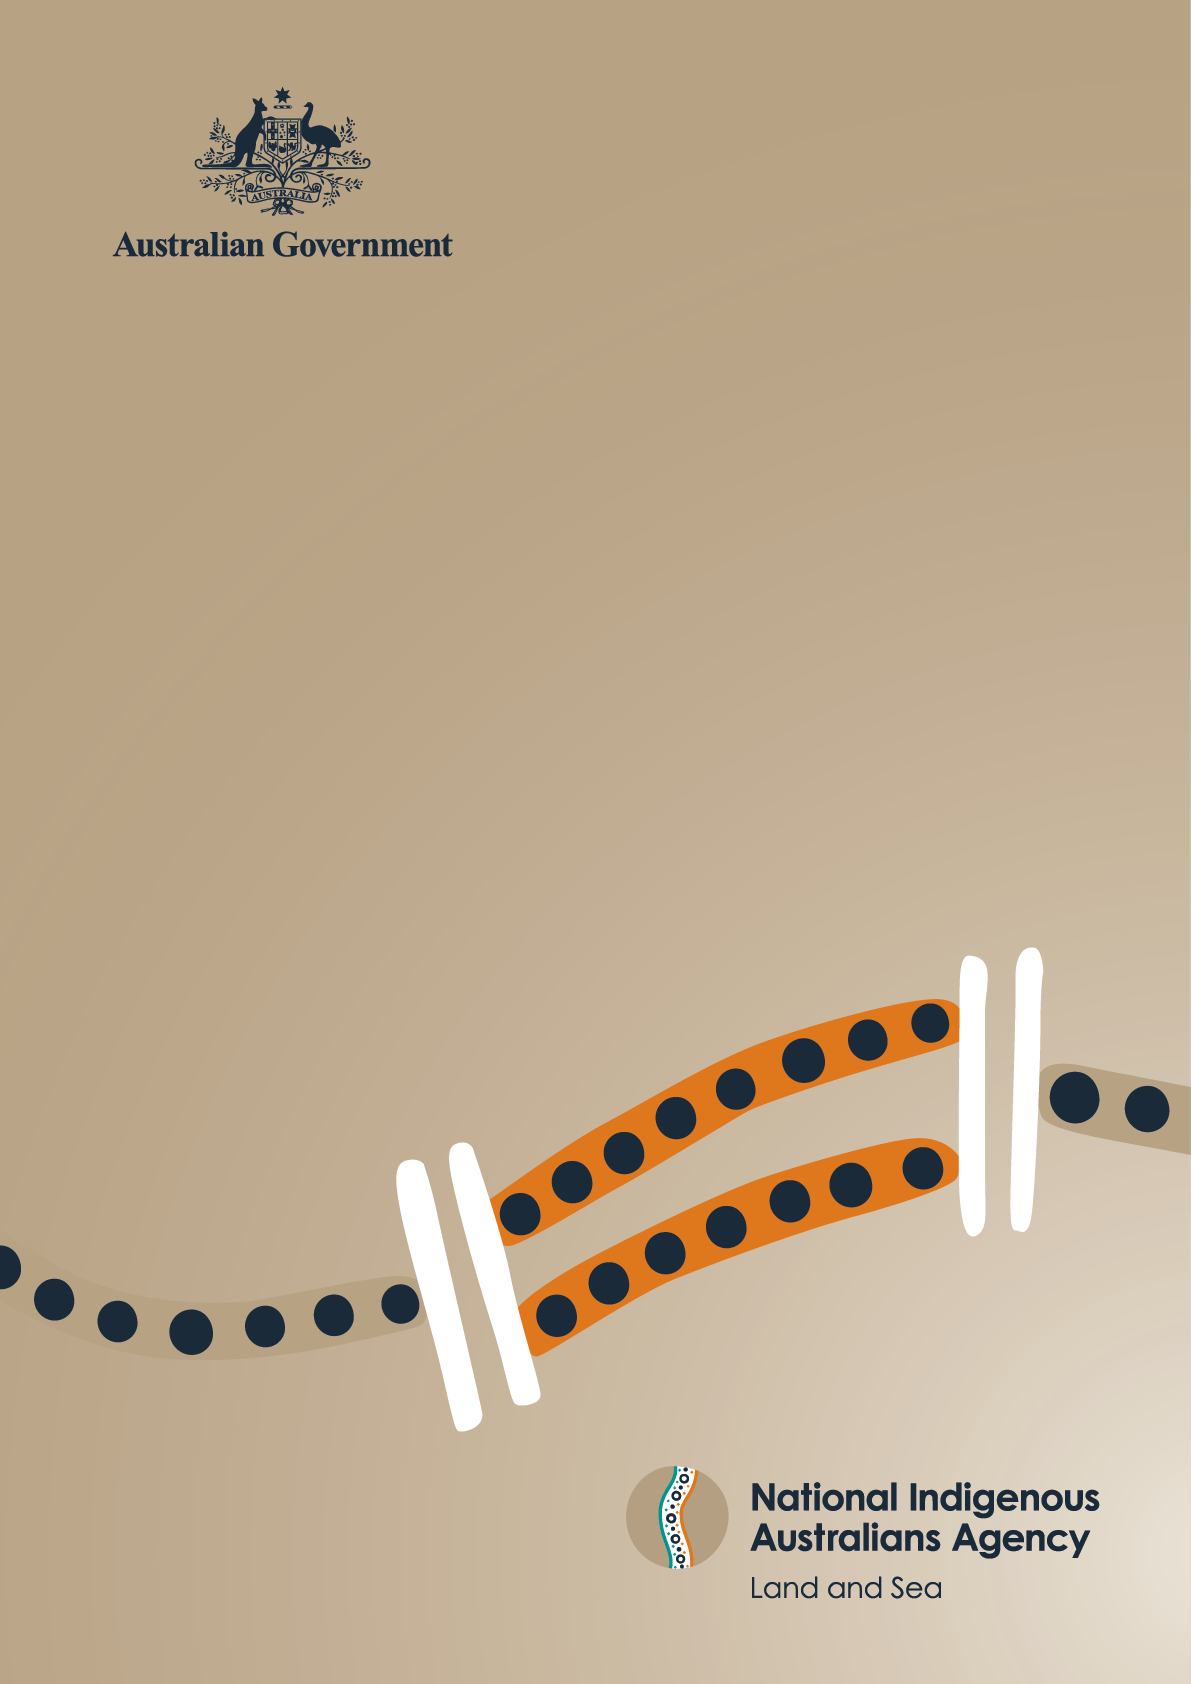 AUSTRALIA
Australian Government
National Indigenous
Australians Agency
Land and Sea